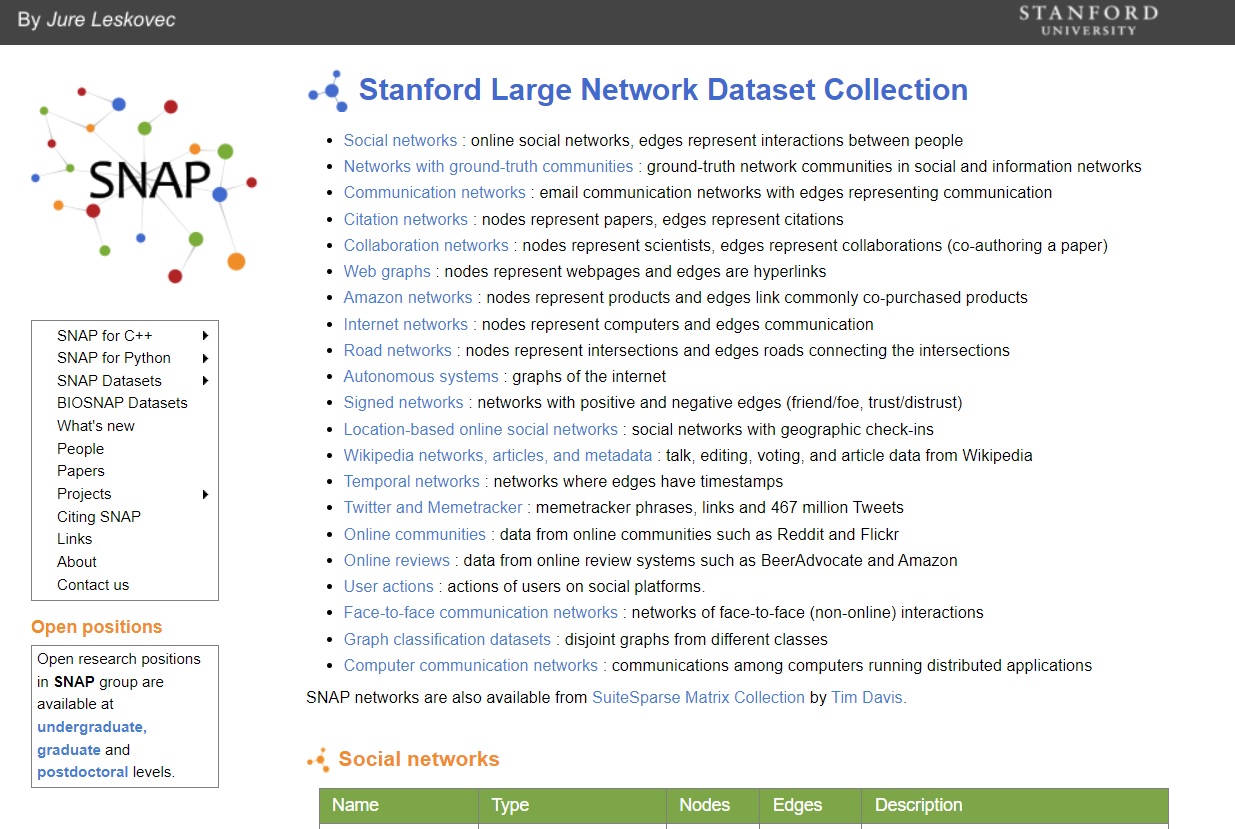 By Jure Leskovec
STANFORD
UNIVERSITY
SNAP
SNAP for C++
SNAP for Python
SNAP Datasets
BIOSNAP Datasets
What's new
People
Papers
Projects
Citing SNAP
Links
About
Contact us
Open positions
Open research positions
in SNAP group are
available at
undergraduate,
graduate and
postdoctoral levels.
Stanford Large Network Dataset Collection
Social networks : online social networks, edges represent interactions between people
Networks with ground-truth communities : ground-truth network communities in social and information networks
Communication networks : email communication networks with edges representing communication
Citation networks : nodes represent papers, edges represent citations
Collaboration networks : nodes represent scientists, edges represent collaborations (co-authoring a paper)
Web graphs : nodes represent webpages and edges are hyperlinks
Amazon networks : nodes represent products and edges link commonly co-purchased products
Internet networks : nodes represent computers and edges communication
Road networks : nodes represent intersections and edges roads connecting the intersections
Autonomous systems : graphs of the internet
Signed networks : networks with positive and negative edges (friend/foe, trust/distrust)
Location-based online social networks : social networks with geographic check-ins
Wikipedia networks, articles, and metadata : talk, editing, voting, and article data from Wikipedia
Temporal networks : networks where edges have timestamps
Twitter and Memetracker : memetracker phrases, links and 467 million Tweets
Online communities : data from online communities such as Reddit and Flickr
Online reviews : data from online review systems such as BeerAdvocate and Amazon
User actions : actions of users on social platforms.
Face-to-face communication networks : networks of face-to-face (non-online) interactions
Graph classification datasets : disjoint graphs from different classes
Computer communication networks : communications among computers running distributed applications
SNAP networks are also available from SuiteSparse Matrix Collection by Tim Davis.
Social networks
Name Type Nodes Edges Description